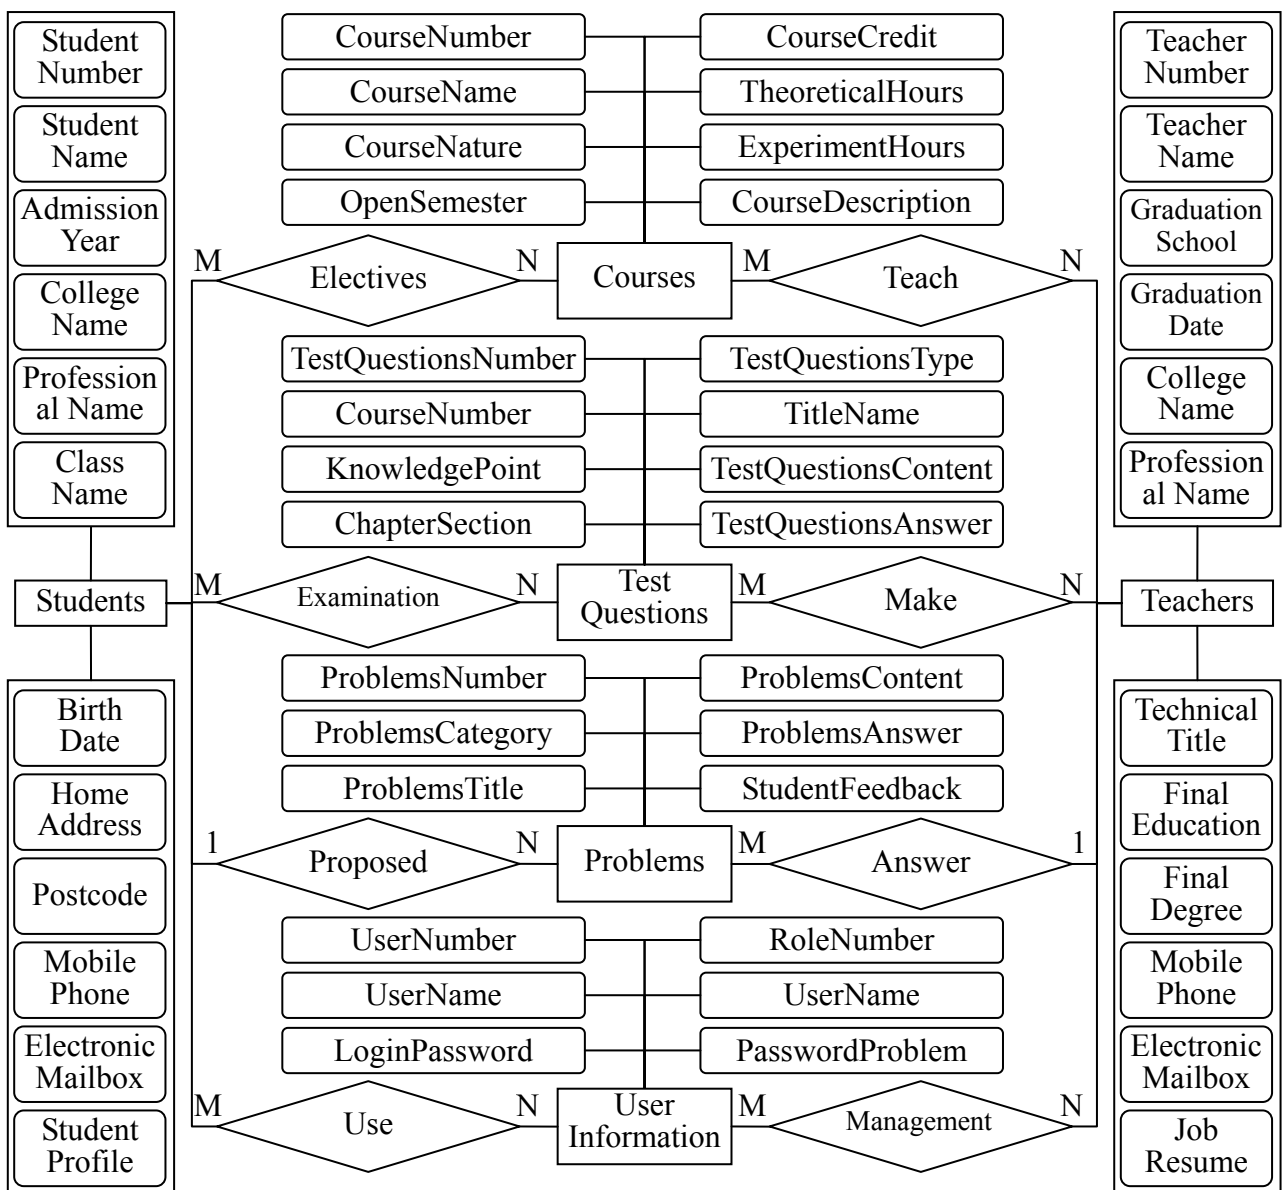 Student
Number
Student
Name
Admission
Year
College
Name
Profession
al Name
Class
Name
Students
Birth
Date
Home
Address
Postcode
Mobile
Phone
Electronic
Mailbox
Student
Profile
CourseNumber
CourseCredit
CourseName
TheoreticalHours
CourseNature
ExperimentHours
OpenSemester
CourseDescription
M
Electives
N
Courses
M
Teach
N
TestQuestionsNumber
TestQuestionsType
CourseNumber
TitleName
KnowledgePoint
TestQuestionsContent
ChapterSection
TestQuestionsAnswer
M
Examination
N
Test
Questions
M
Make
N
ProblemsNumber
ProblemsContent
ProblemsCategory
ProblemsAnswer
ProblemsTitle
StudentFeedback
1
Proposed
N
Problems
M
Answer
1
UserNumber
RoleNumber
UserName
UserName
LoginPassword
PasswordProblem
M
Use
N
User
Information
M
Management
N
Teacher
Number
Teacher
Name
Graduation
School
Graduation
Date
College
Name
Profession
al Name
Teachers
Technical
Title
Final
Education
Final
Degree
Mobile
Phone
Electronic
Mailbox
Job
Resume